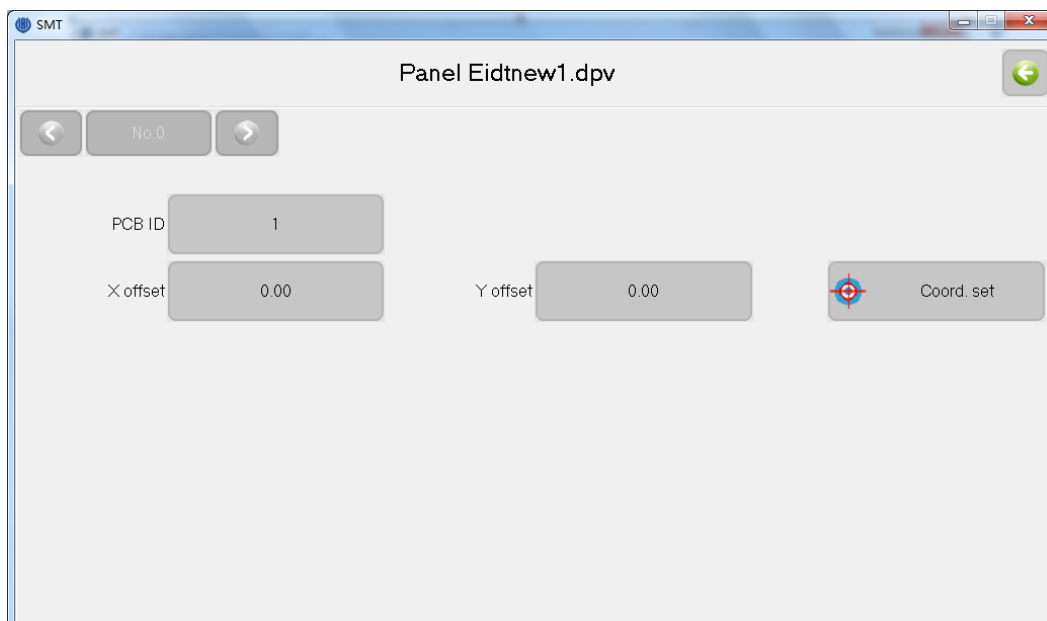 SMT
Panel Eidtnew1.dpv
No:0
PCB ID 1
X offset 0.00 Y offset 0.00 Coord. set